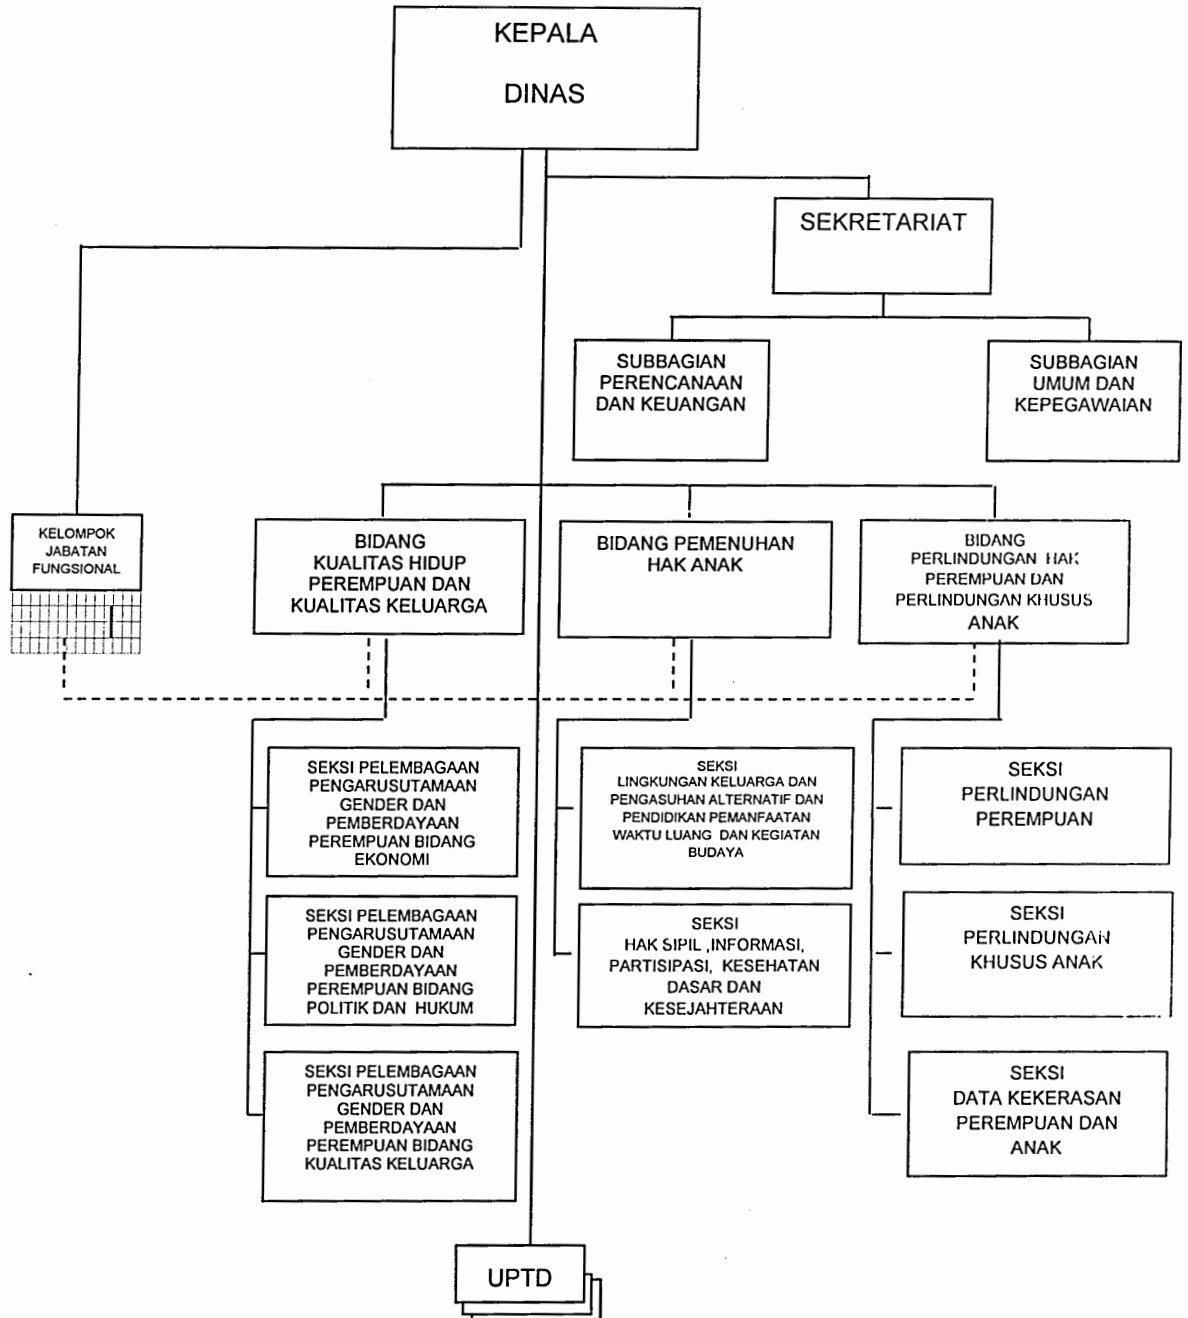 KEPALA
DINAS
SEKRETARIAT
SUBBAGIAN
PERENCANAAN
DAN KEUANGAN
SUBBAGIAN
UMUM DAN
KEPEGAWAIAN
KELOMPOK
JABATAN
FUNGSIONAL
BIDANG
KUALITAS HIDUP
PEREMPUAN DAN
KUALITAS KELUARGA
BIDANG PEMENUHAN
HAK ANAK
BIDANG
PERLINDUNGAN HAK
PEREMPUAN DAN
PERLINDUNGAN KHUSUS
ANAK
SEKSI PELEMBAGAAN
PENGARUSUTAMAAN
GENDER DAN
PEMBERDAYAAN
PEREMPUAN BIDANG
EKONOMI
SEKSI
LINGKUNGAN KELUARGA DAN
PENGASUHAN ALTERNATIF DAN
PENDIDIKAN PEMANFAATAN
WAKTU LUANG DAN KEGIATAN
BUDAYA
SEKSI
PERLINDUNGAN
PEREMPUAN
SEKSI PELEMBAGAAN
PENGARUSUTAMAAN
GENDER DAN
PEMBERDAYAAN
PEREMPUAN BIDANG
POLITIK DAN HUKUM
SEKSI
HAK SIPIL ,INFORMASI,
PARTISIPASI, KESEHATAN
DASAR DAN
KESEJAHTERAAN
SEKSI
PERLINDUNGAN
KHUSUS ANAK
SEKSI PELEMBAGAAN
PENGARUSUTAMAAN
GENDER DAN
PEMBERDAYAAN
PEREMPUAN BIDANG
KUALITAS KELUARGA
SEKSI
DATA KEKERASAN
PEREMPUAN DAN
ANAK
UPTD